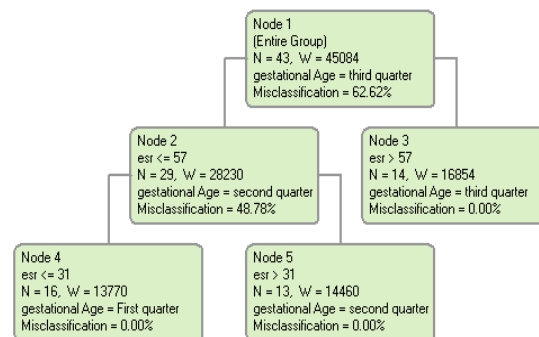 Node 1
(Entire Group)
N = 43, W = 45084
gestational Age = third quarter
Misclassification = 62.62%
Node 2
esr <= 57
N = 29, W = 28230
gestational Age = second quarter
Misclassification = 48.78%
Node 3
esr > 57
N = 14, W = 16854
gestational Age = third quarter
Misclassification = 0.00%
Node 4
esr <= 31
N = 16, W = 13770
gestational Age = First quarter
Misclassification = 0.00%
Node 5
esr > 31
N = 13, W = 14460
gestational Age = second quarter
Misclassification = 0.00%